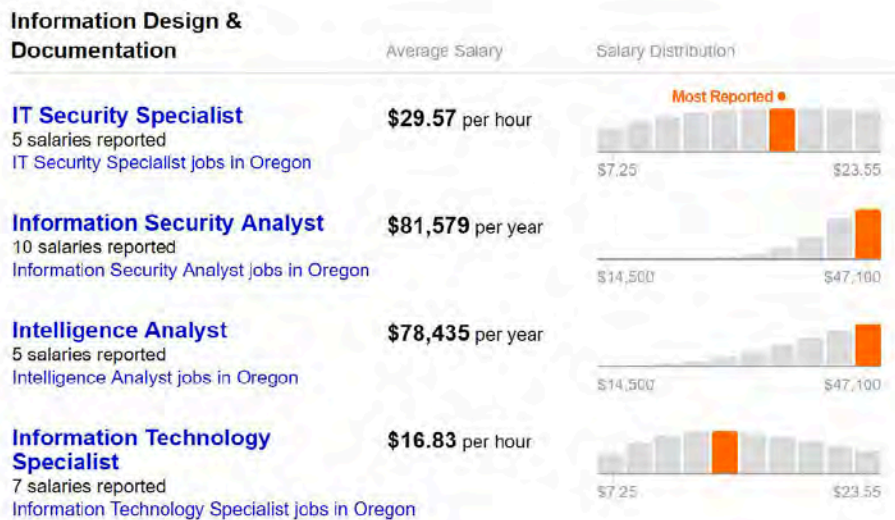 Information Design &
Documentation
Average Salary
Salary Distribution
IT Security Specialist
5 salaries reported
IT Security Specialist jobs in Oregon
$29.57 per hour
Most Reported
$7.25
$23.55
Information Security Analyst
10 salaries reported
Information Security Analyst jobs in Oregon
$81,579 per year
$14,500
$47,100
Intelligence Analyst
5 salaries reported
Intelligence Analyst jobs in Oregon
$78,435 per year
$14,500
$47,100
Information Technology
Specialist
7 salaries reported
Information Technology Specialist jobs in Oregon
$16.83 per hour
$7.25
$23.55